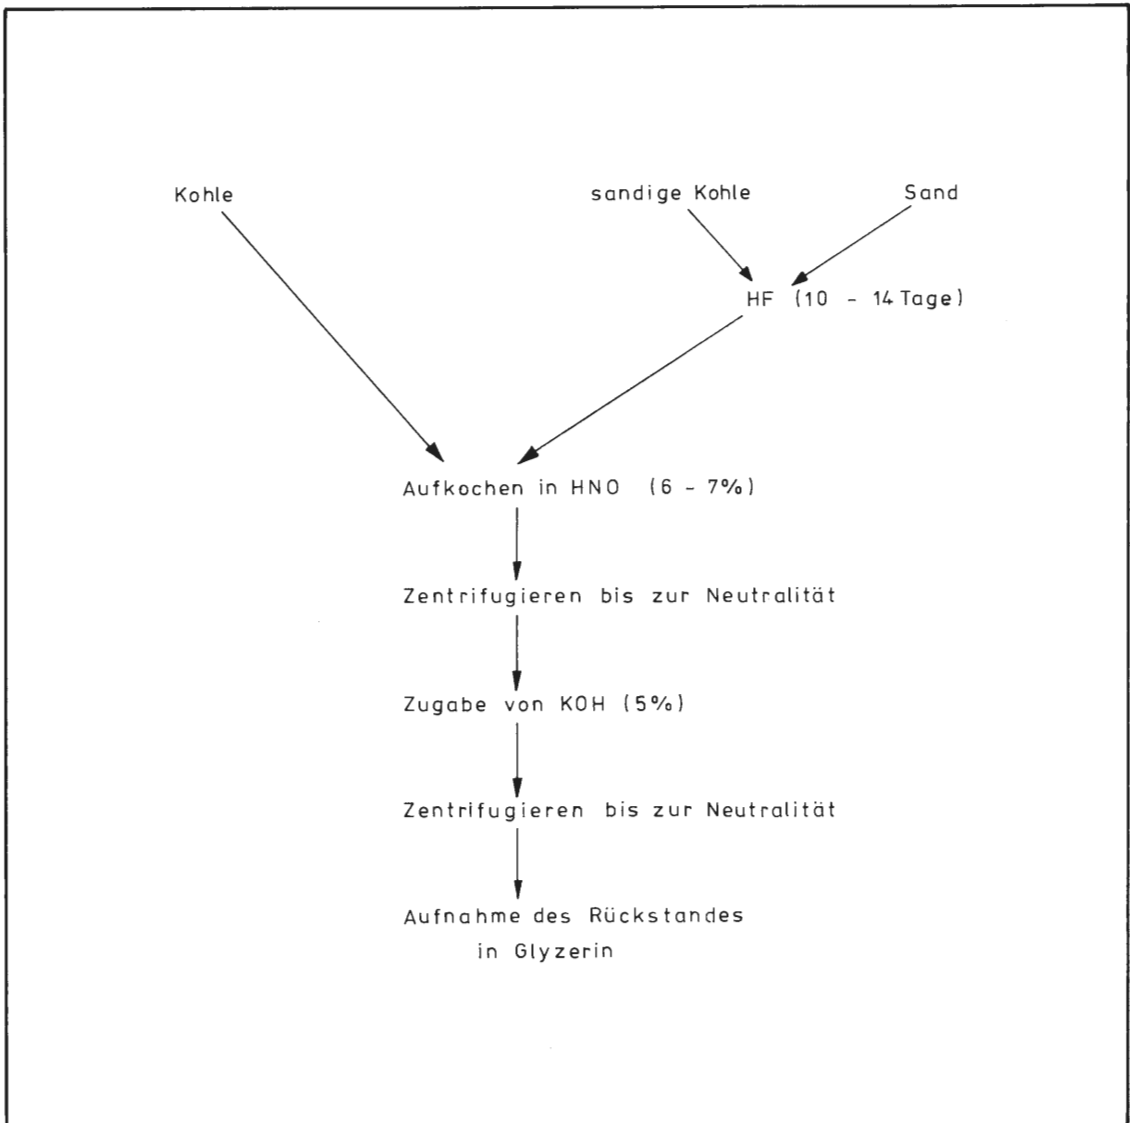 Kohle
sandige Kohle
Sand
HF (10 - 14 Tage)
Aufkochen in HNO (6 - 7%)
Zentrifugieren bis zur Neutralität
Zugabe von KOH (5%)
Zentrifugieren bis zur Neutralität
Aufnahme des Rückstandes
in Glyzerin